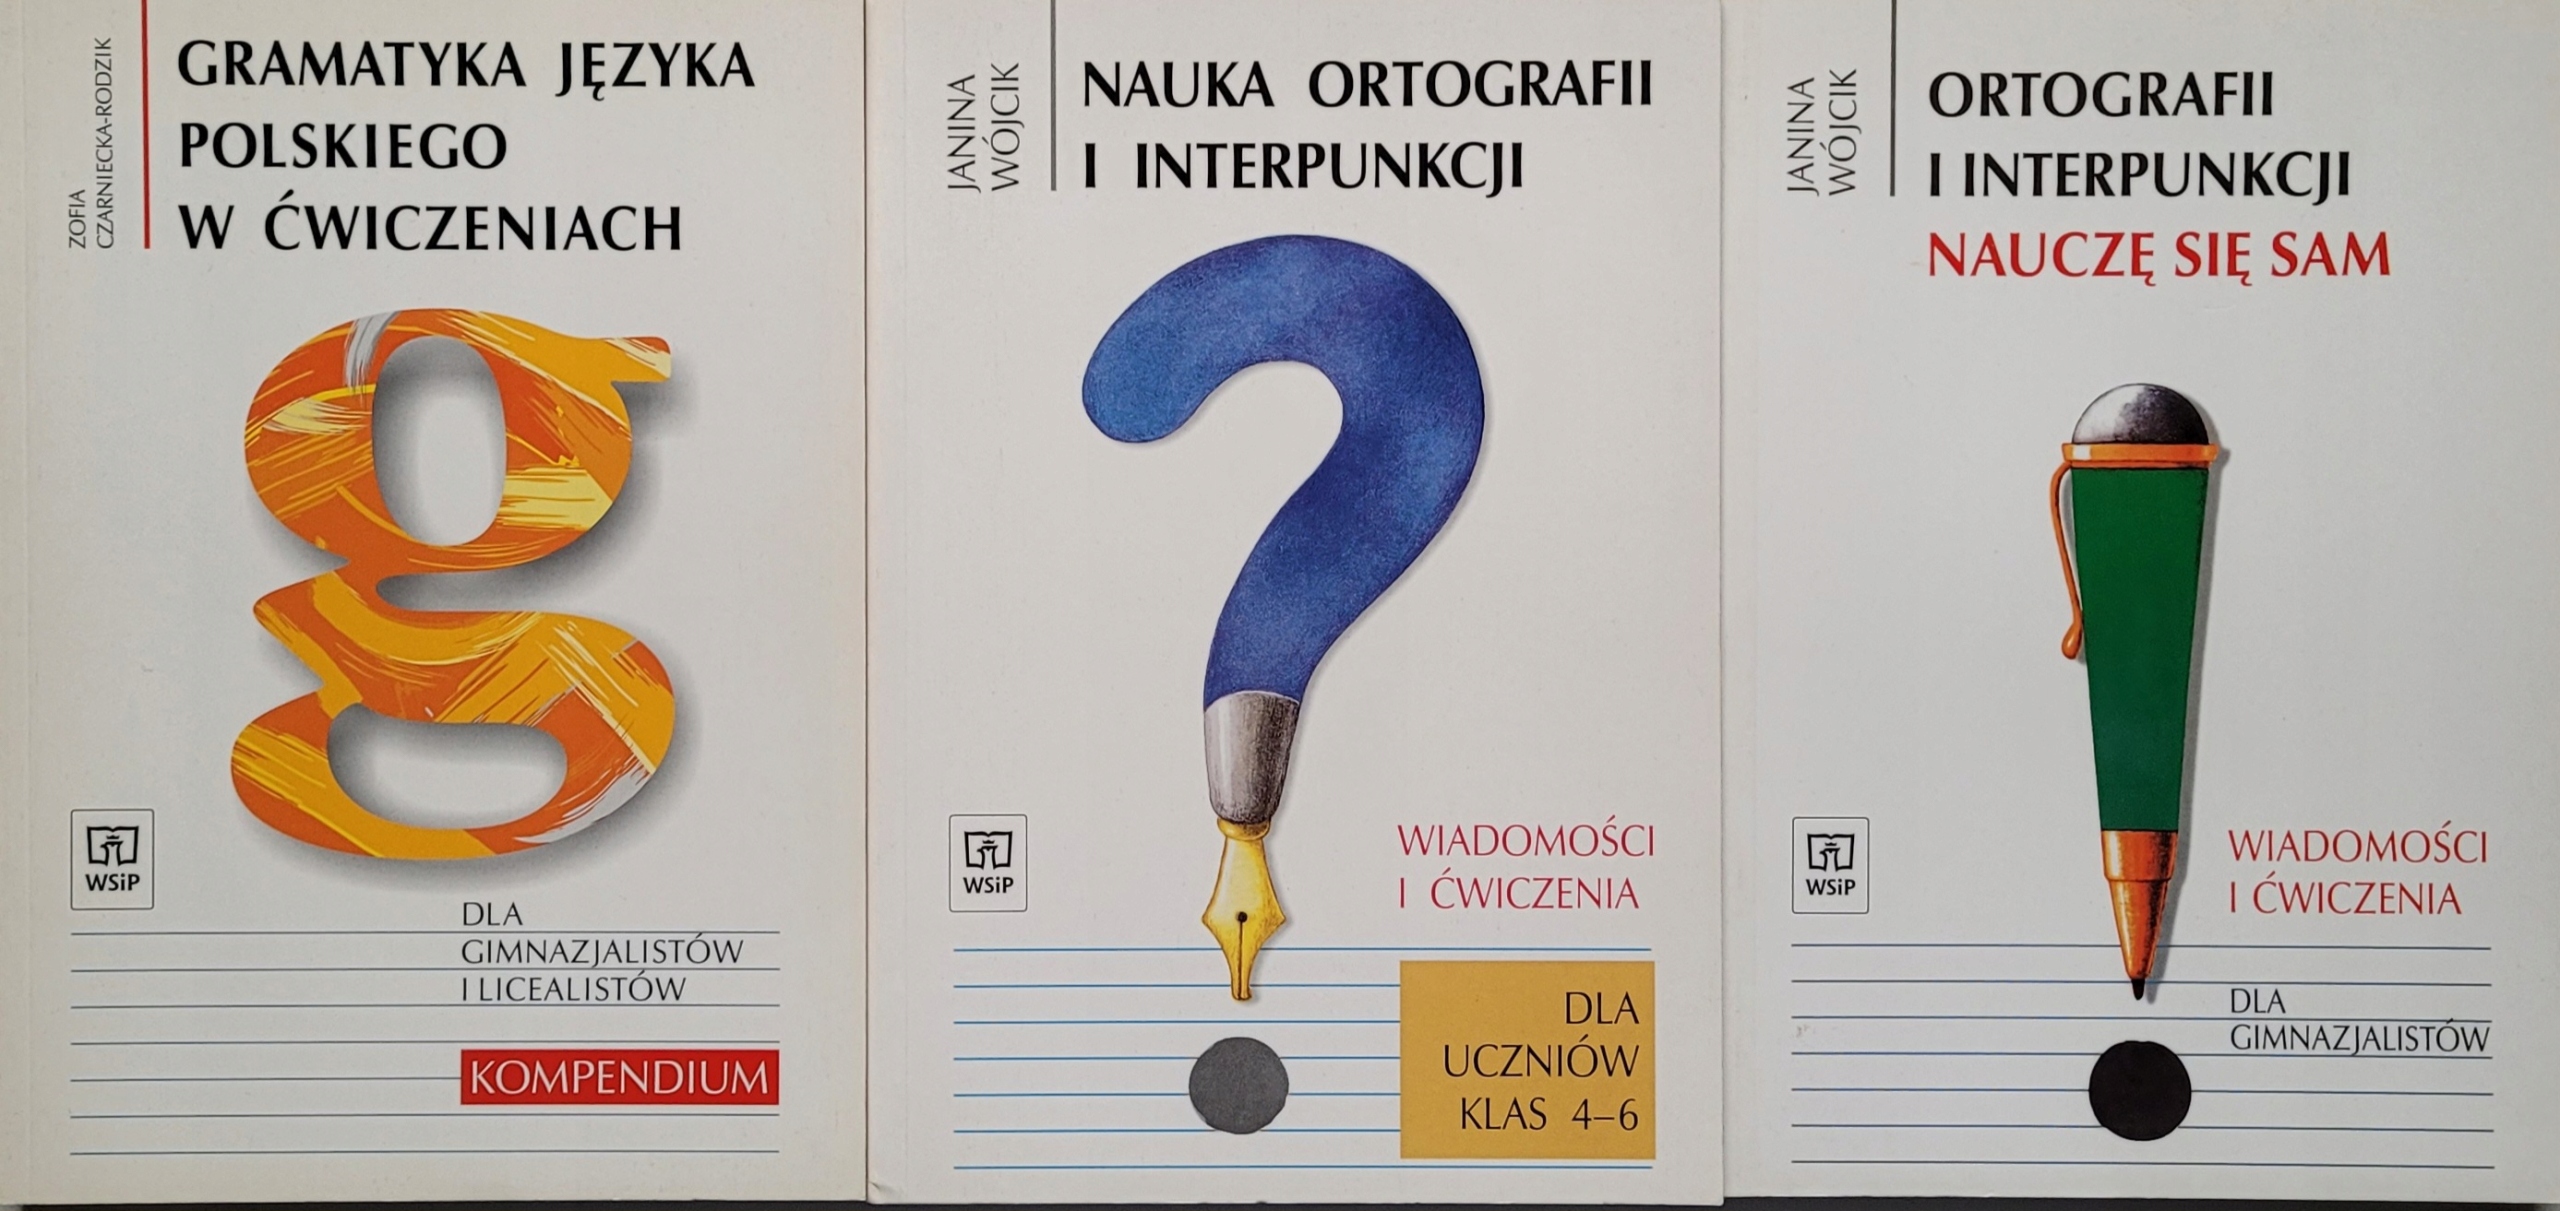 ZOFIA
CZARNIECKA-RODZIK
GRAMATYKA JĘZYKA
POLSKIEGO
W ĆWICZENIACH
g
WSiP
DLA
GIMNAZJALISTÓW
I LICEALISTÓW
KOMPENDIUM
JANINA
WÓJCIK
NAUKA ORTOGRAFII
I INTERPUNKCJI
?
WSiP
WIADOMOŚCI
I ĆWICZENIA
DLA
UCZNIÓW
KLAS 4–6
JANINA
WÓJCIK
ORTOGRAFII
I INTERPUNKCJI
NAUCZĘ SIĘ SAM
WSiP
WIADOMOŚCI
I ĆWICZENIA
DLA
GIMNAZJALISTÓW